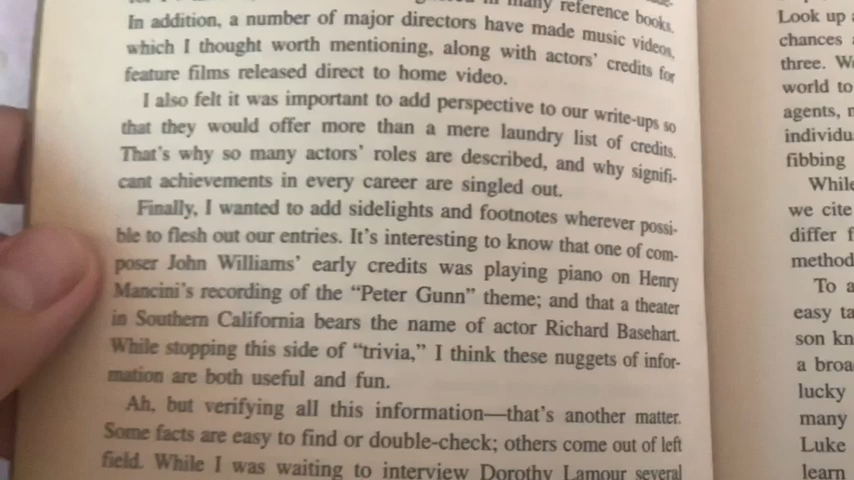 in many reference books.
In addition, a number of major directors have made music videos,
which I thought worth mentioning, along with actors' credits for
feature films released direct to home video.
I also felt it was important to add perspective to our write-ups so
that they would offer more than a mere laundry list of credits.
That's why so many actors' roles are described, and why signifi-
cant achievements in every career are singled out.
Finally, I wanted to add sidelights and footnotes wherever possi-
ble to flesh out our entries. It's interesting to know that one of com-
poser John Williams' early credits was playing piano on Henry
Mancini's recording of the “Peter Gunn” theme; and that a theater
in Southern California bears the name of actor Richard Basehart.
While stopping this side of “trivia,” I think these nuggets of infor-
mation are both useful and fun.
Ah, but verifying all this information—that's another matter.
Some facts are easy to find or double-check; others come out of left
field. While I was waiting to interview Dorothy Lamour several
Look up
chances
three.
world to
agents,
individu
fibbing
While
we cite
differ
method
To a
easy ta
son kn
a broa
lucky
many
Luke
learn